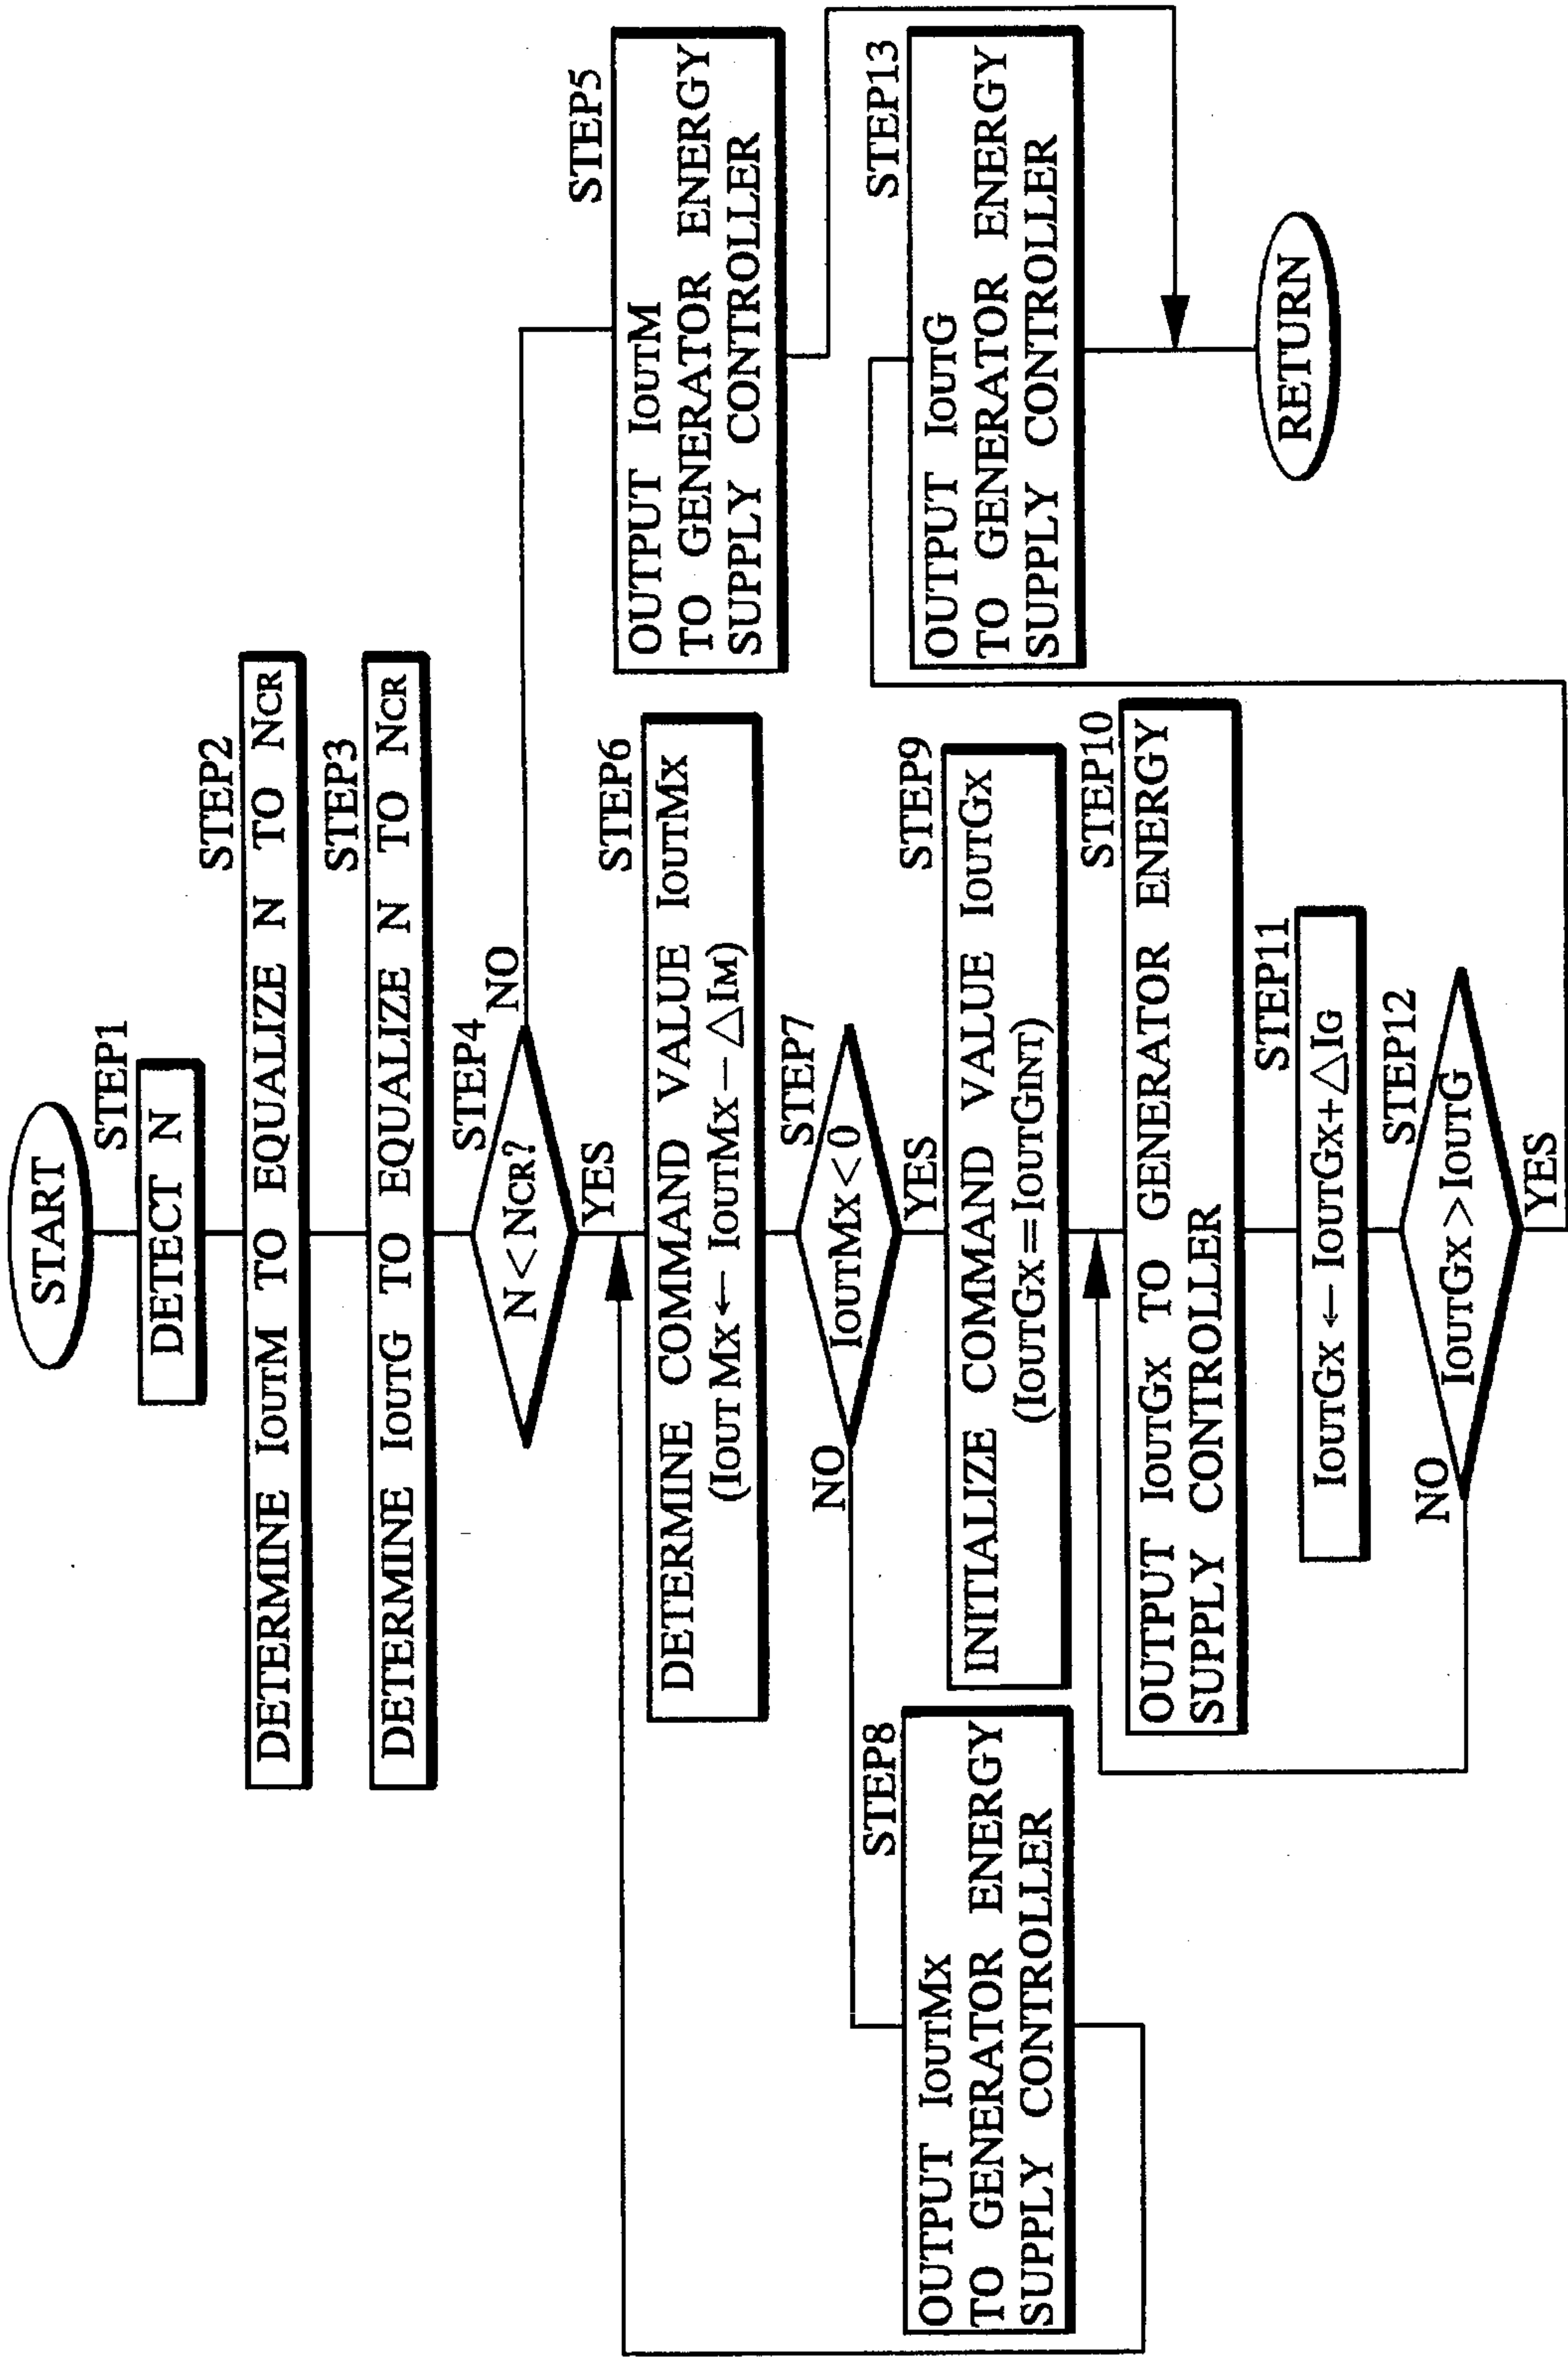 START
STEP1
DETECT N
STEP2
DETERMINE IOUTM TO EQUALIZE N TO NCR
STEP3
DETERMINE IOUTG TO EQUALIZE N TO NCR
STEP4
N<NCR?
NO
YES
STEP5
OUTPUT IOUTM
TO GENERATOR ENERGY
SUPPLY CONTROLLER
STEP6
DETERMINE COMMAND VALUE IOUTMX
(IOUT MX ← IOUTMX − △IM)
STEP7
IOUTMX<0
NO
YES
STEP8
OUTPUT IOUTMX
TO GENERATOR ENERGY
SUPPLY CONTROLLER
STEP9
INITIALIZE COMMAND VALUE IOUTGX
(IOUTGX=IOUTGINT)
STEP10
OUTPUT IOUTGX TO GENERATOR ENERGY
SUPPLY CONTROLLER
STEP11
IOUTGX ← IOUTGX+△IG
STEP12
IOUTGX>IOUTG
NO
YES
STEP13
OUTPUT IOUTG
TO GENERATOR ENERGY
SUPPLY CONTROLLER
RETURN